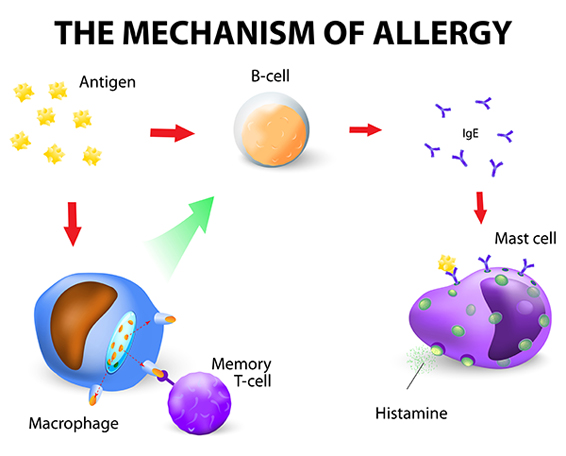 THE MECHANISM OF ALLERGY
Antigen
B-cell
IgE
Mast cell
Memory
T-cell
Macrophage
Histamine